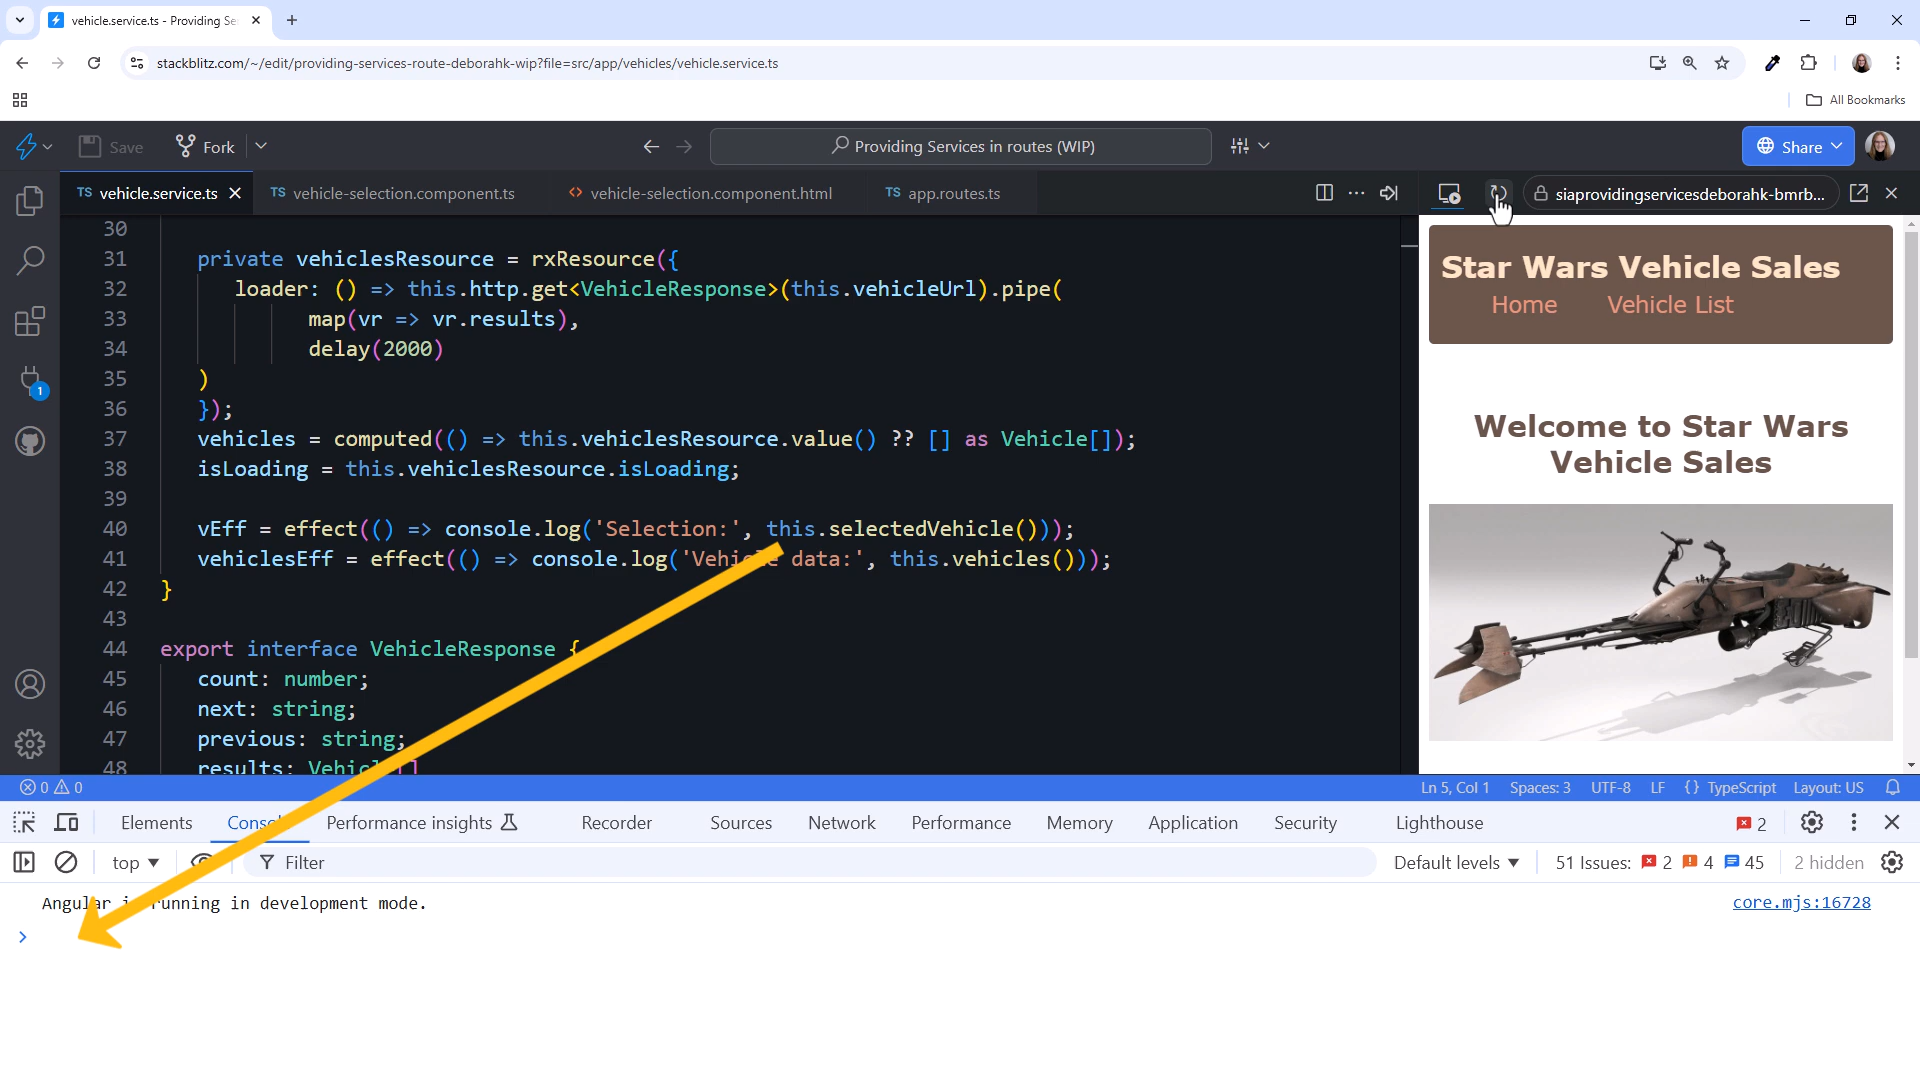 vehicle.service.ts - Providing Se
stackblitz.com/~/edit/providing-services-route-deborahk-wip?file=src/app/vehicles/vehicle.service.ts
All Bookmarks
Save
Fork
Providing Services in routes (WIP)
Share
TS vehicle.service.ts
TS vehicle-selection.component.ts
<> vehicle-selection.component.html
TS app.routes.ts
siaprovidingservicesdeborahk-bmrb...
1
30
31 private vehiclesResource = rxResource({
32 loader: () => this.http.get<VehicleResponse>(this.vehicleUrl).pipe(
33 map(vr => vr.results),
34 delay(2000)
35 )
36 });
37 vehicles = computed(() => this.vehiclesResource.value() ?? [] as Vehicle[]);
38 isLoading = this.vehiclesResource.isLoading;
39
40 vEff = effect(() => console.log('Selection:', this.selectedVehicle()));
41 vehiclesEff = effect(() => console.log('Vehicle data:', this.vehicles()));
42 }
43
44 export interface VehicleResponse {
45 count: number;
46 next: string;
47 previous: string;
48 results: Vehicle[]
Star Wars Vehicle Sales
Home
Vehicle List
Welcome to Star Wars
Vehicle Sales
0 0
Ln 5, Col 1
Spaces: 3
UTF-8
LF
{} TypeScript
Layout: US
Elements
Console
Performance insights
Recorder
Sources
Network
Performance
Memory
Application
Security
Lighthouse
2
top
Filter
Default levels
51 Issues: 2 4 45
2 hidden
Angular is running in development mode.
core.mjs:16728